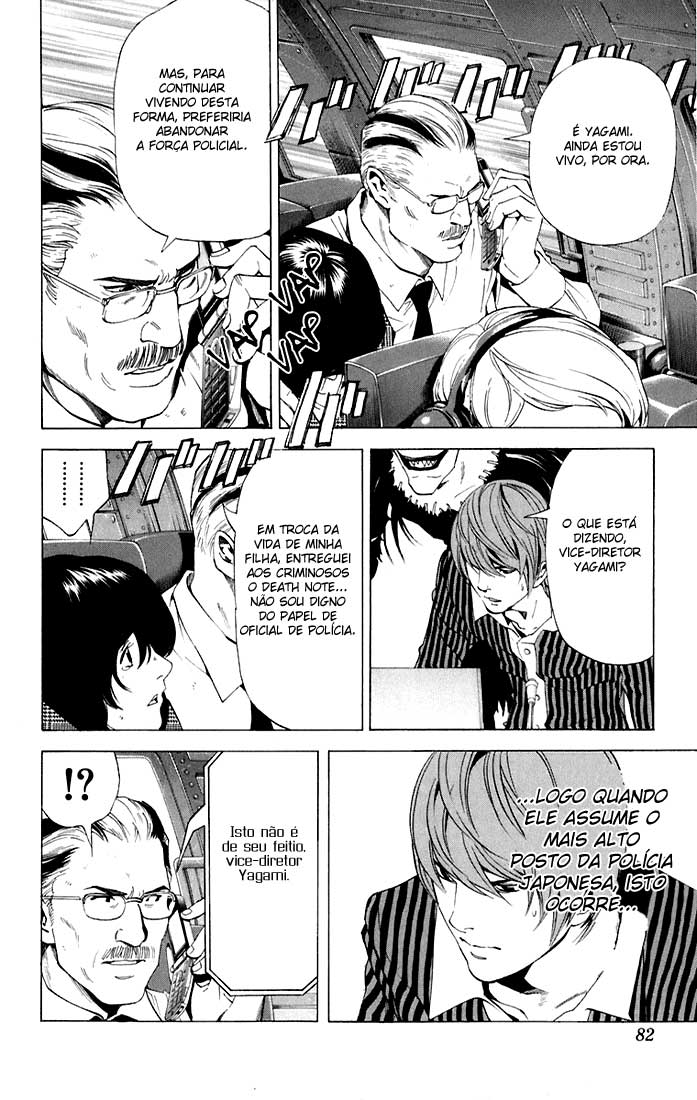 É YAGAMI.
AINDA ESTOU
VIVO, POR ORA.
MAS, PARA
CONTINUAR
VIVENDO DESTA
FORMA, PREFERIRIA
ABANDONAR
A FORÇA POLICIAL.
VAP VAP
VAP VAP
O QUE ESTÁ
DIZENDO,
VICE-DIRETOR
YAGAMI?
EM TROCA DA
VIDA DE MINHA
FILHA, ENTREGUEI
AOS CRIMINOSOS
O DEATH NOTE...
NÃO SOU DIGNO
DO PAPEL DE
OFICIAL DE POLÍCIA.
......
...LOGO QUANDO
ELE ASSUME O
MAIS ALTO
POSTO DA POLÍCIA
JAPONESA, ISTO
OCORRE...
Isto não é
de seu feitio,
vice-diretor
Yagami.
!?
82